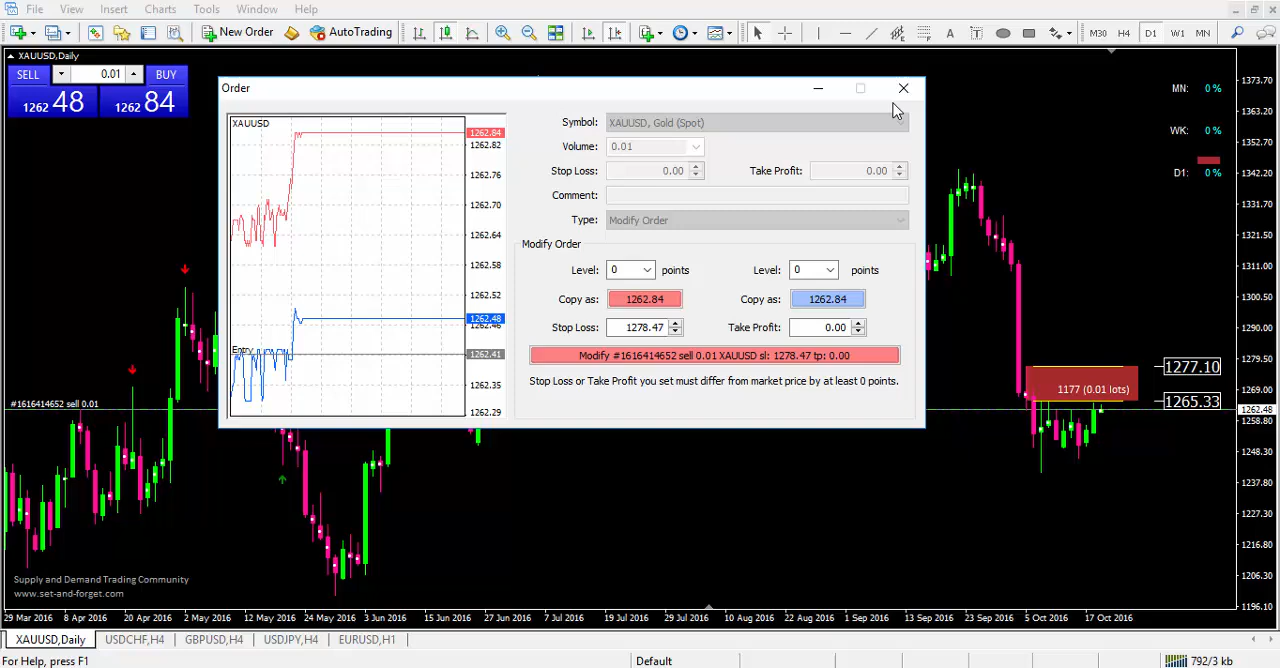 File View Insert Charts Tools Window Help
New Order AutoTrading A T M30 H4 D1 W1 MN
XAUUSD,Daily
SELL 0.01 BUY
1262 48 1262 84
Order
XAUUSD
1262.84
1262.82
1262.76
1262.70
1262.64
1262.58
1262.52
1262.48
1262.46
Entry
1262.41
1262.35
1262.29
Symbol: XAUUSD, Gold (Spot)
Volume: 0.01
Stop Loss: 0.00 Take Profit: 0.00
Comment:
Type: Modify Order
Modify Order
Level: 0 points Level: 0 points
Copy as: 1262.84 Copy as: 1262.84
Stop Loss: 1278.47 Take Profit: 0.00
Modify #1616414652 sell 0.01 XAUUSD sl: 1278.47 tp: 0.00
Stop Loss or Take Profit you set must differ from market price by at least 0 points.
MN: 0 %
WK: 0 %
D1: 0 %
1277.10
1177 (0.01 lots)
1265.33
#1616414652 sell 0.01
1373.70
1363.20
1352.70
1342.20
1331.70
1321.50
1311.00
1300.50
1290.00
1279.50
1269.00
1262.48
1258.80
1248.30
1237.80
1227.30
1216.80
1206.30
1196.10
Supply and Demand Trading Community
www.set-and-forget.com
29 Mar 2016 8 Apr 2016 20 Apr 2016 2 May 2016 12 May 2016 24 May 2016 3 Jun 2016 15 Jun 2016 27 Jun 2016 7 Jul 2016 19 Jul 2016 29 Jul 2016 10 Aug 2016 22 Aug 2016 1 Sep 2016 13 Sep 2016 23 Sep 2016 5 Oct 2016 17 Oct 2016
XAUUSD,Daily USDCHF,H4 GBPUSD,H4 USDJPY,H4 EURUSD,H1
For Help, press F1 Default 792/3 kb